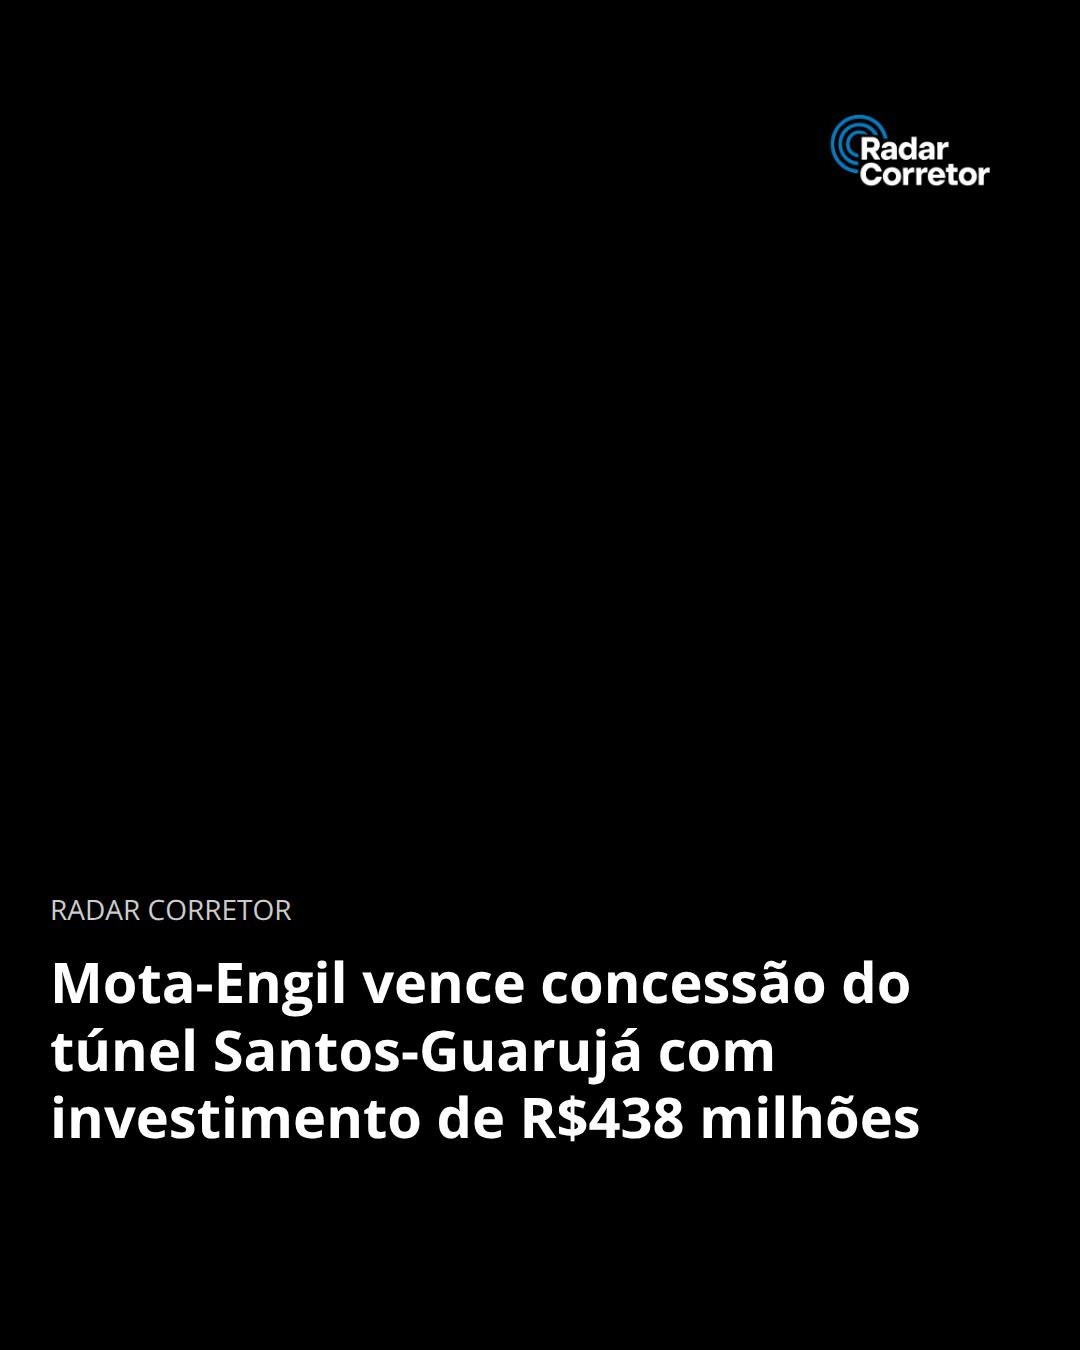 Radar
Corretor
RADAR CORRETOR
Mota-Engil vence concessão do
túnel Santos-Guarujá com
investimento de R$438 milhões